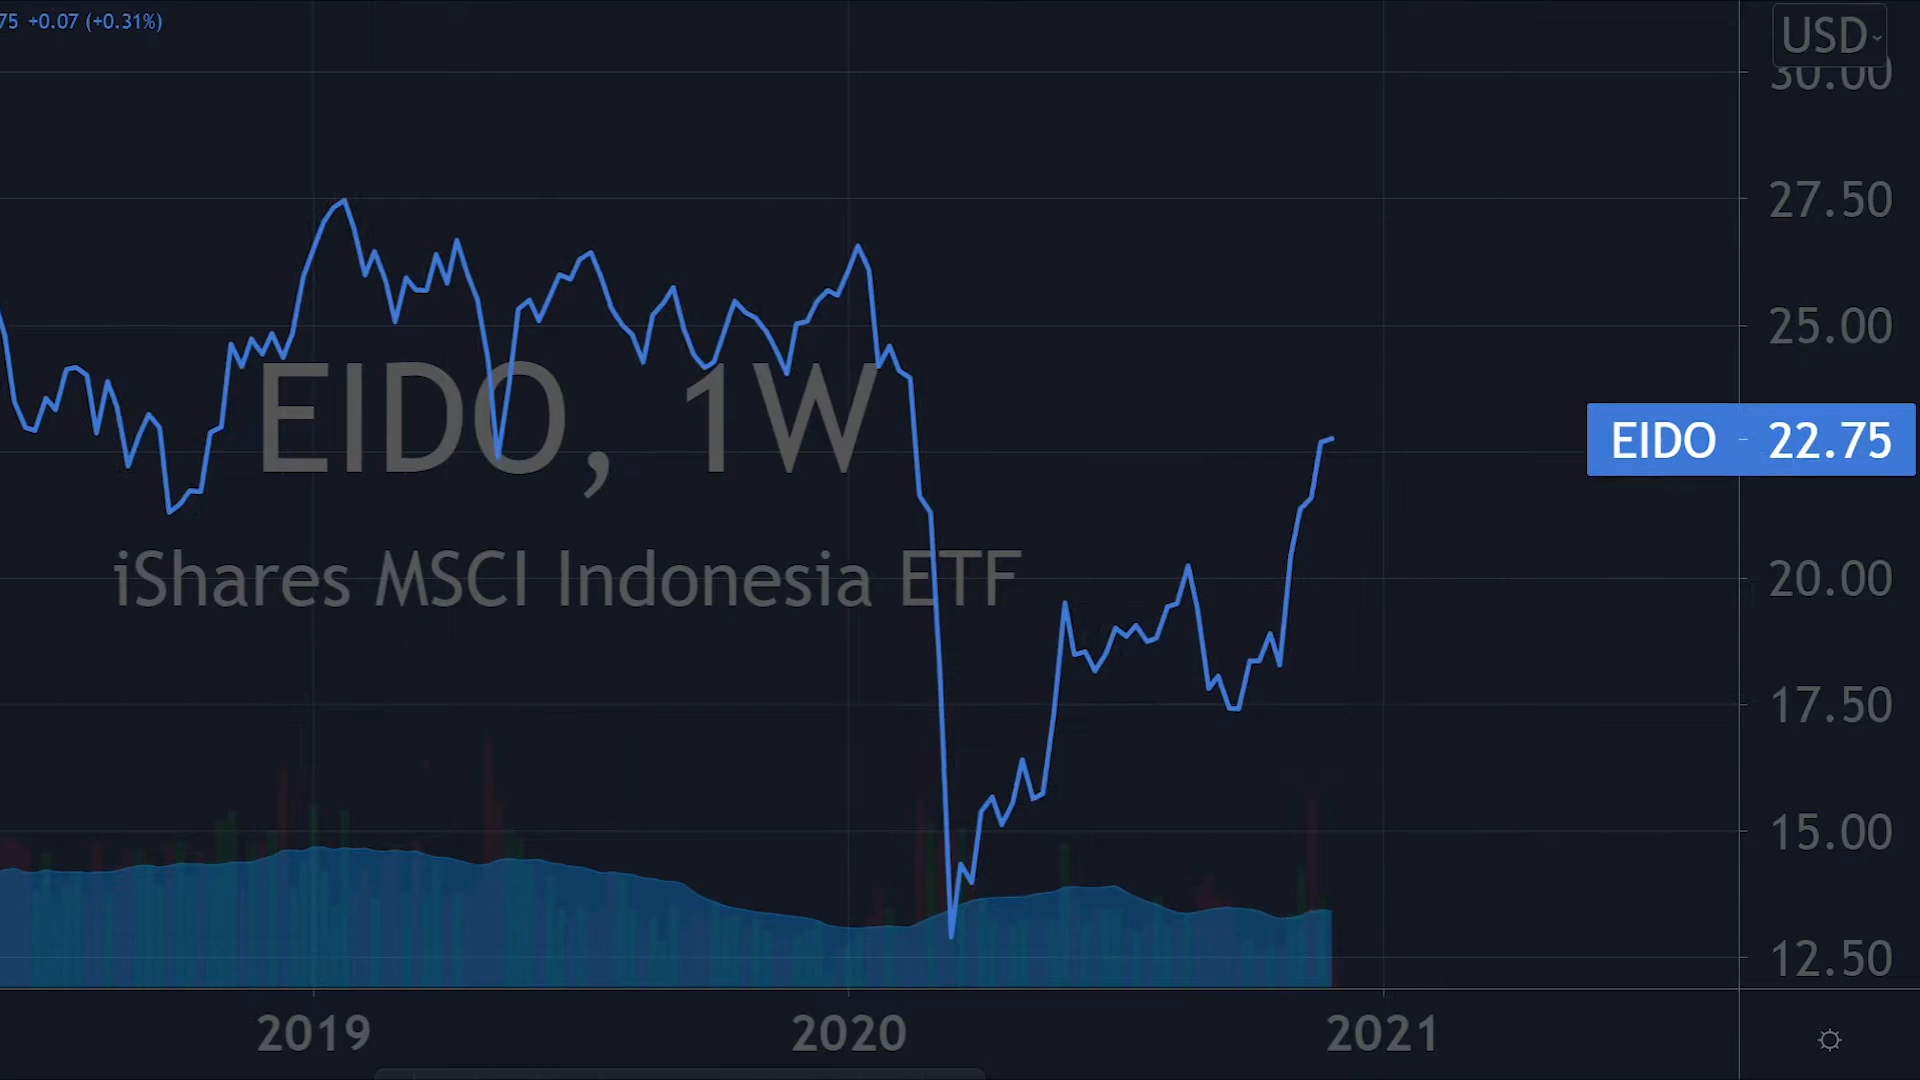 75 +0.07 (+0.31%)
USD
30.00
27.50
25.00
EIDO, 1W
EIDO 22.75
iShares MSCI Indonesia ETF
20.00
17.50
15.00
12.50
2019 2020 2021